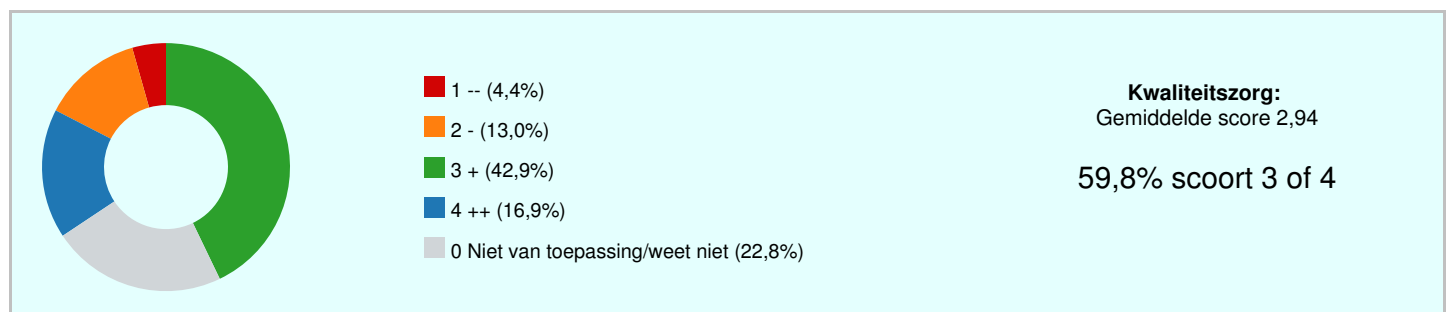 1 -- (4,4%)
2 - (13,0%)
3 + (42,9%)
4 ++ (16,9%)
0 Niet van toepassing/weet niet (22,8%)
Kwaliteitszorg:
Gemiddelde score 2,94
59,8% scoort 3 of 4